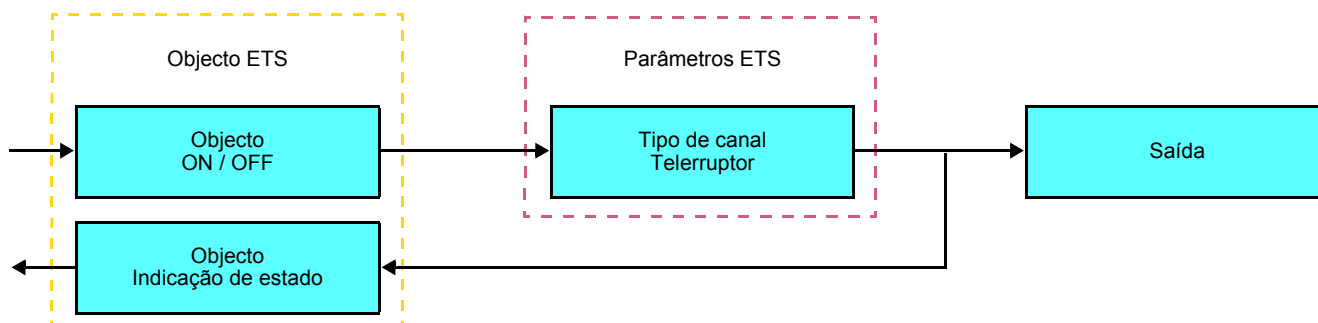 Objecto ETS
Parâmetros ETS
Objecto
ON / OFF
Tipo de canal
Telerruptor
Saída
Objecto
Indicação de estado